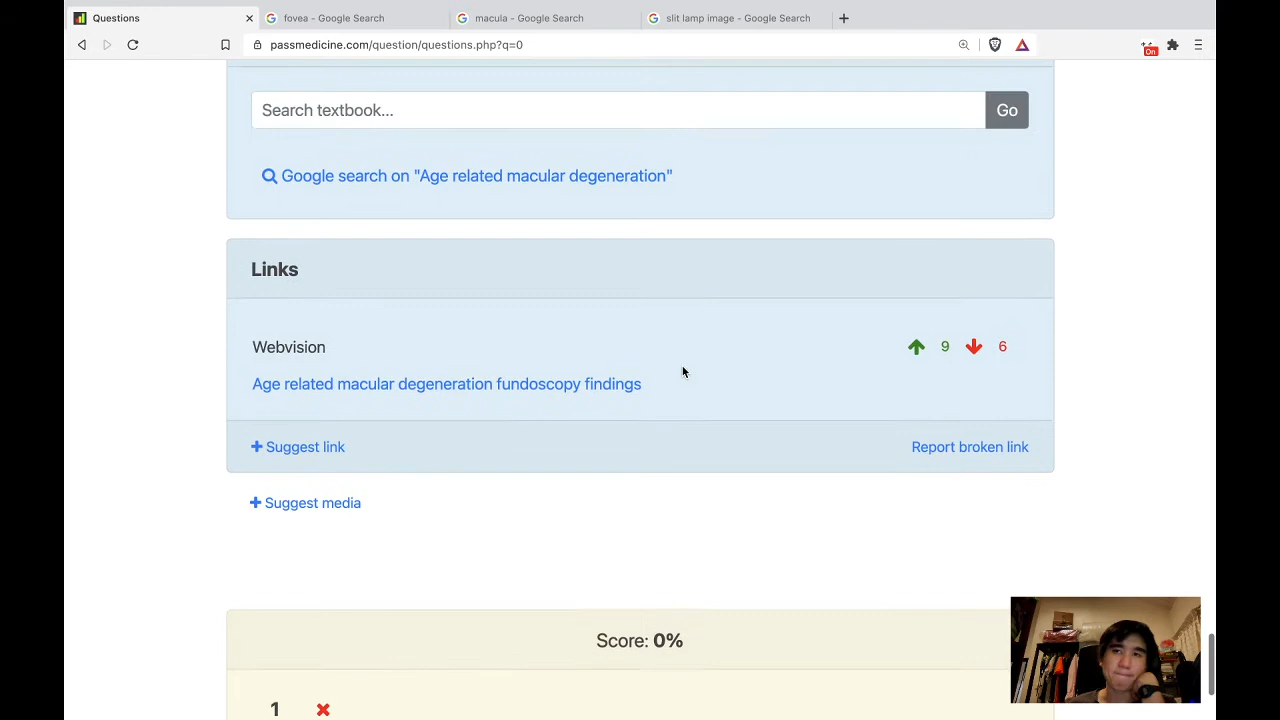 Questions
fovea - Google Search
macula - Google Search
slit lamp image - Google Search
passmedicine.com/question/questions.php?q=0
On
Search textbook...
Go
Google search on "Age related macular degeneration"
Links
Webvision
9
6
Age related macular degeneration fundoscopy findings
Suggest link
Report broken link
Suggest media
Score: 0%
1